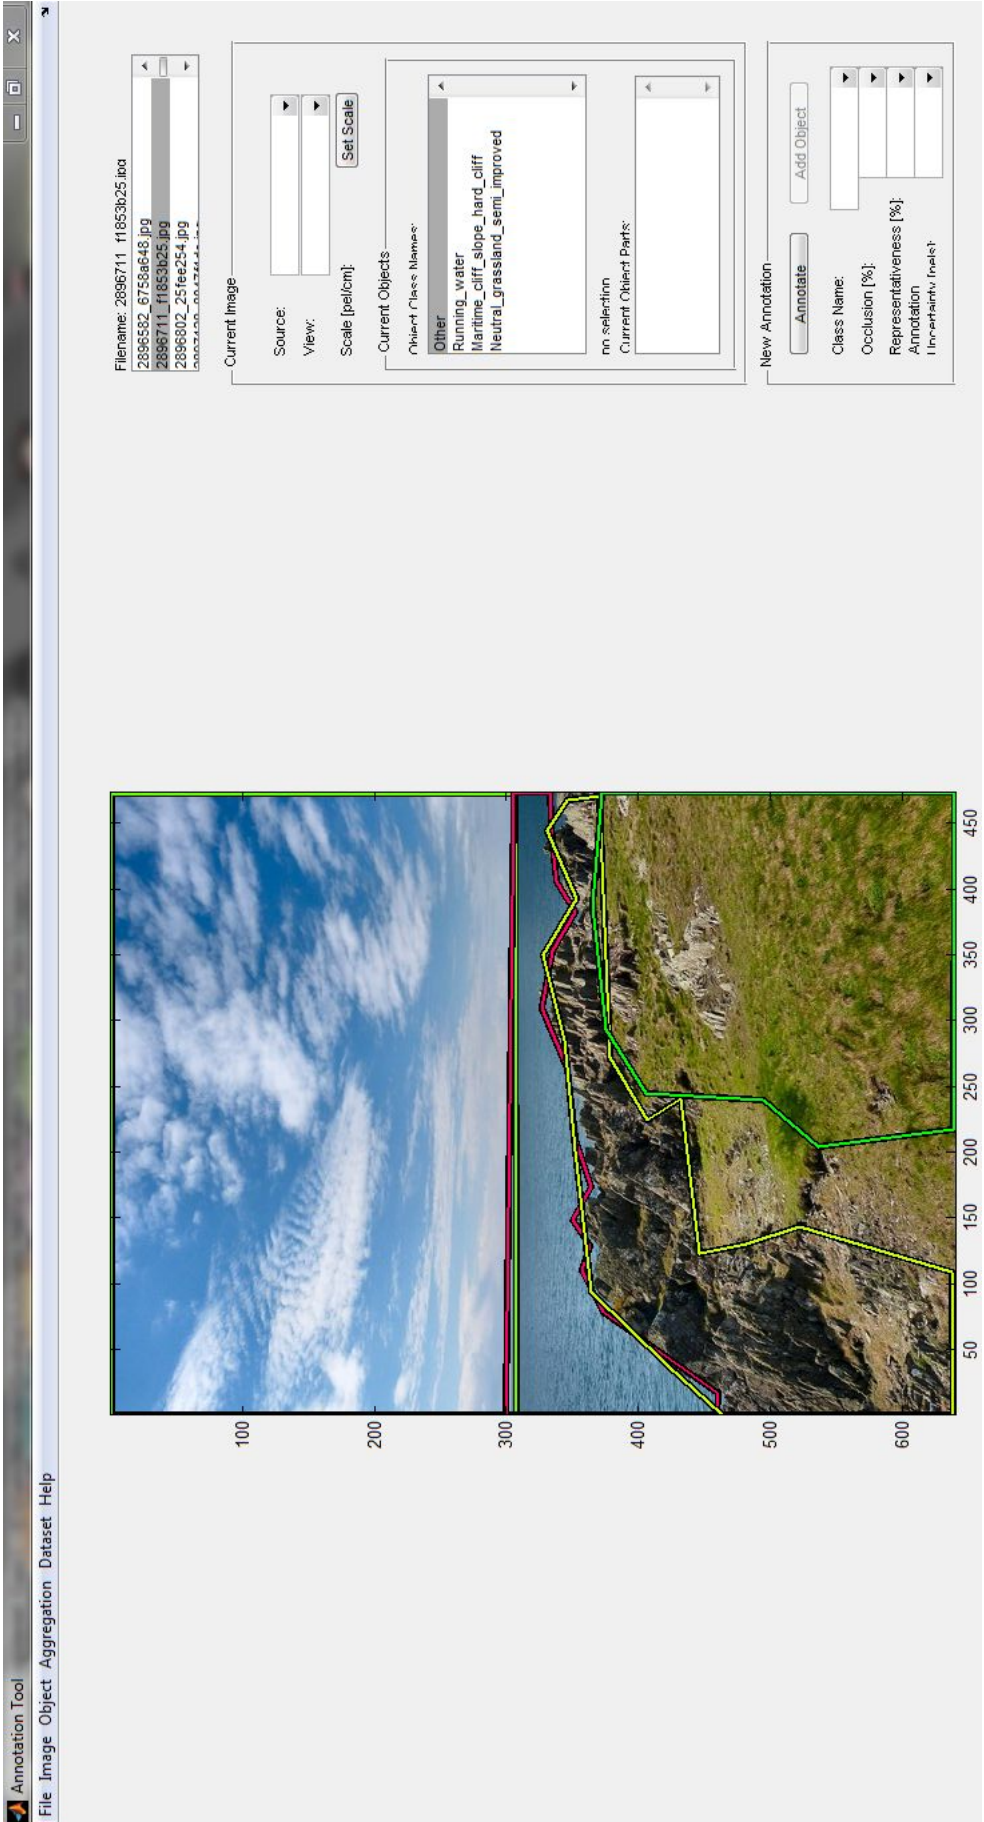 Annotation Tool
File Image Object Aggregation Dataset Help
Filename: 2896711_f1853b25.jpg
2896582_6758a648.jpg
2896711_f1853b25.jpg
2896802_25fee254.jpg
Current Image
Source:
View:
Scale [pel/cm]:
Set Scale
Current Objects
Object Class Names:
Other
Running_water
Maritime_cliff_slope_hard_cliff
Neutral_grassland_semi_improved
no selection
Current Object Parts:
New Annotation
Annotate
Add Object
Class Name:
Occlusion [%]:
Representativeness [%]:
Annotation
Uncertainty [pels]:
100
200
300
400
500
600
50 100 150 200 250 300 350 400 450